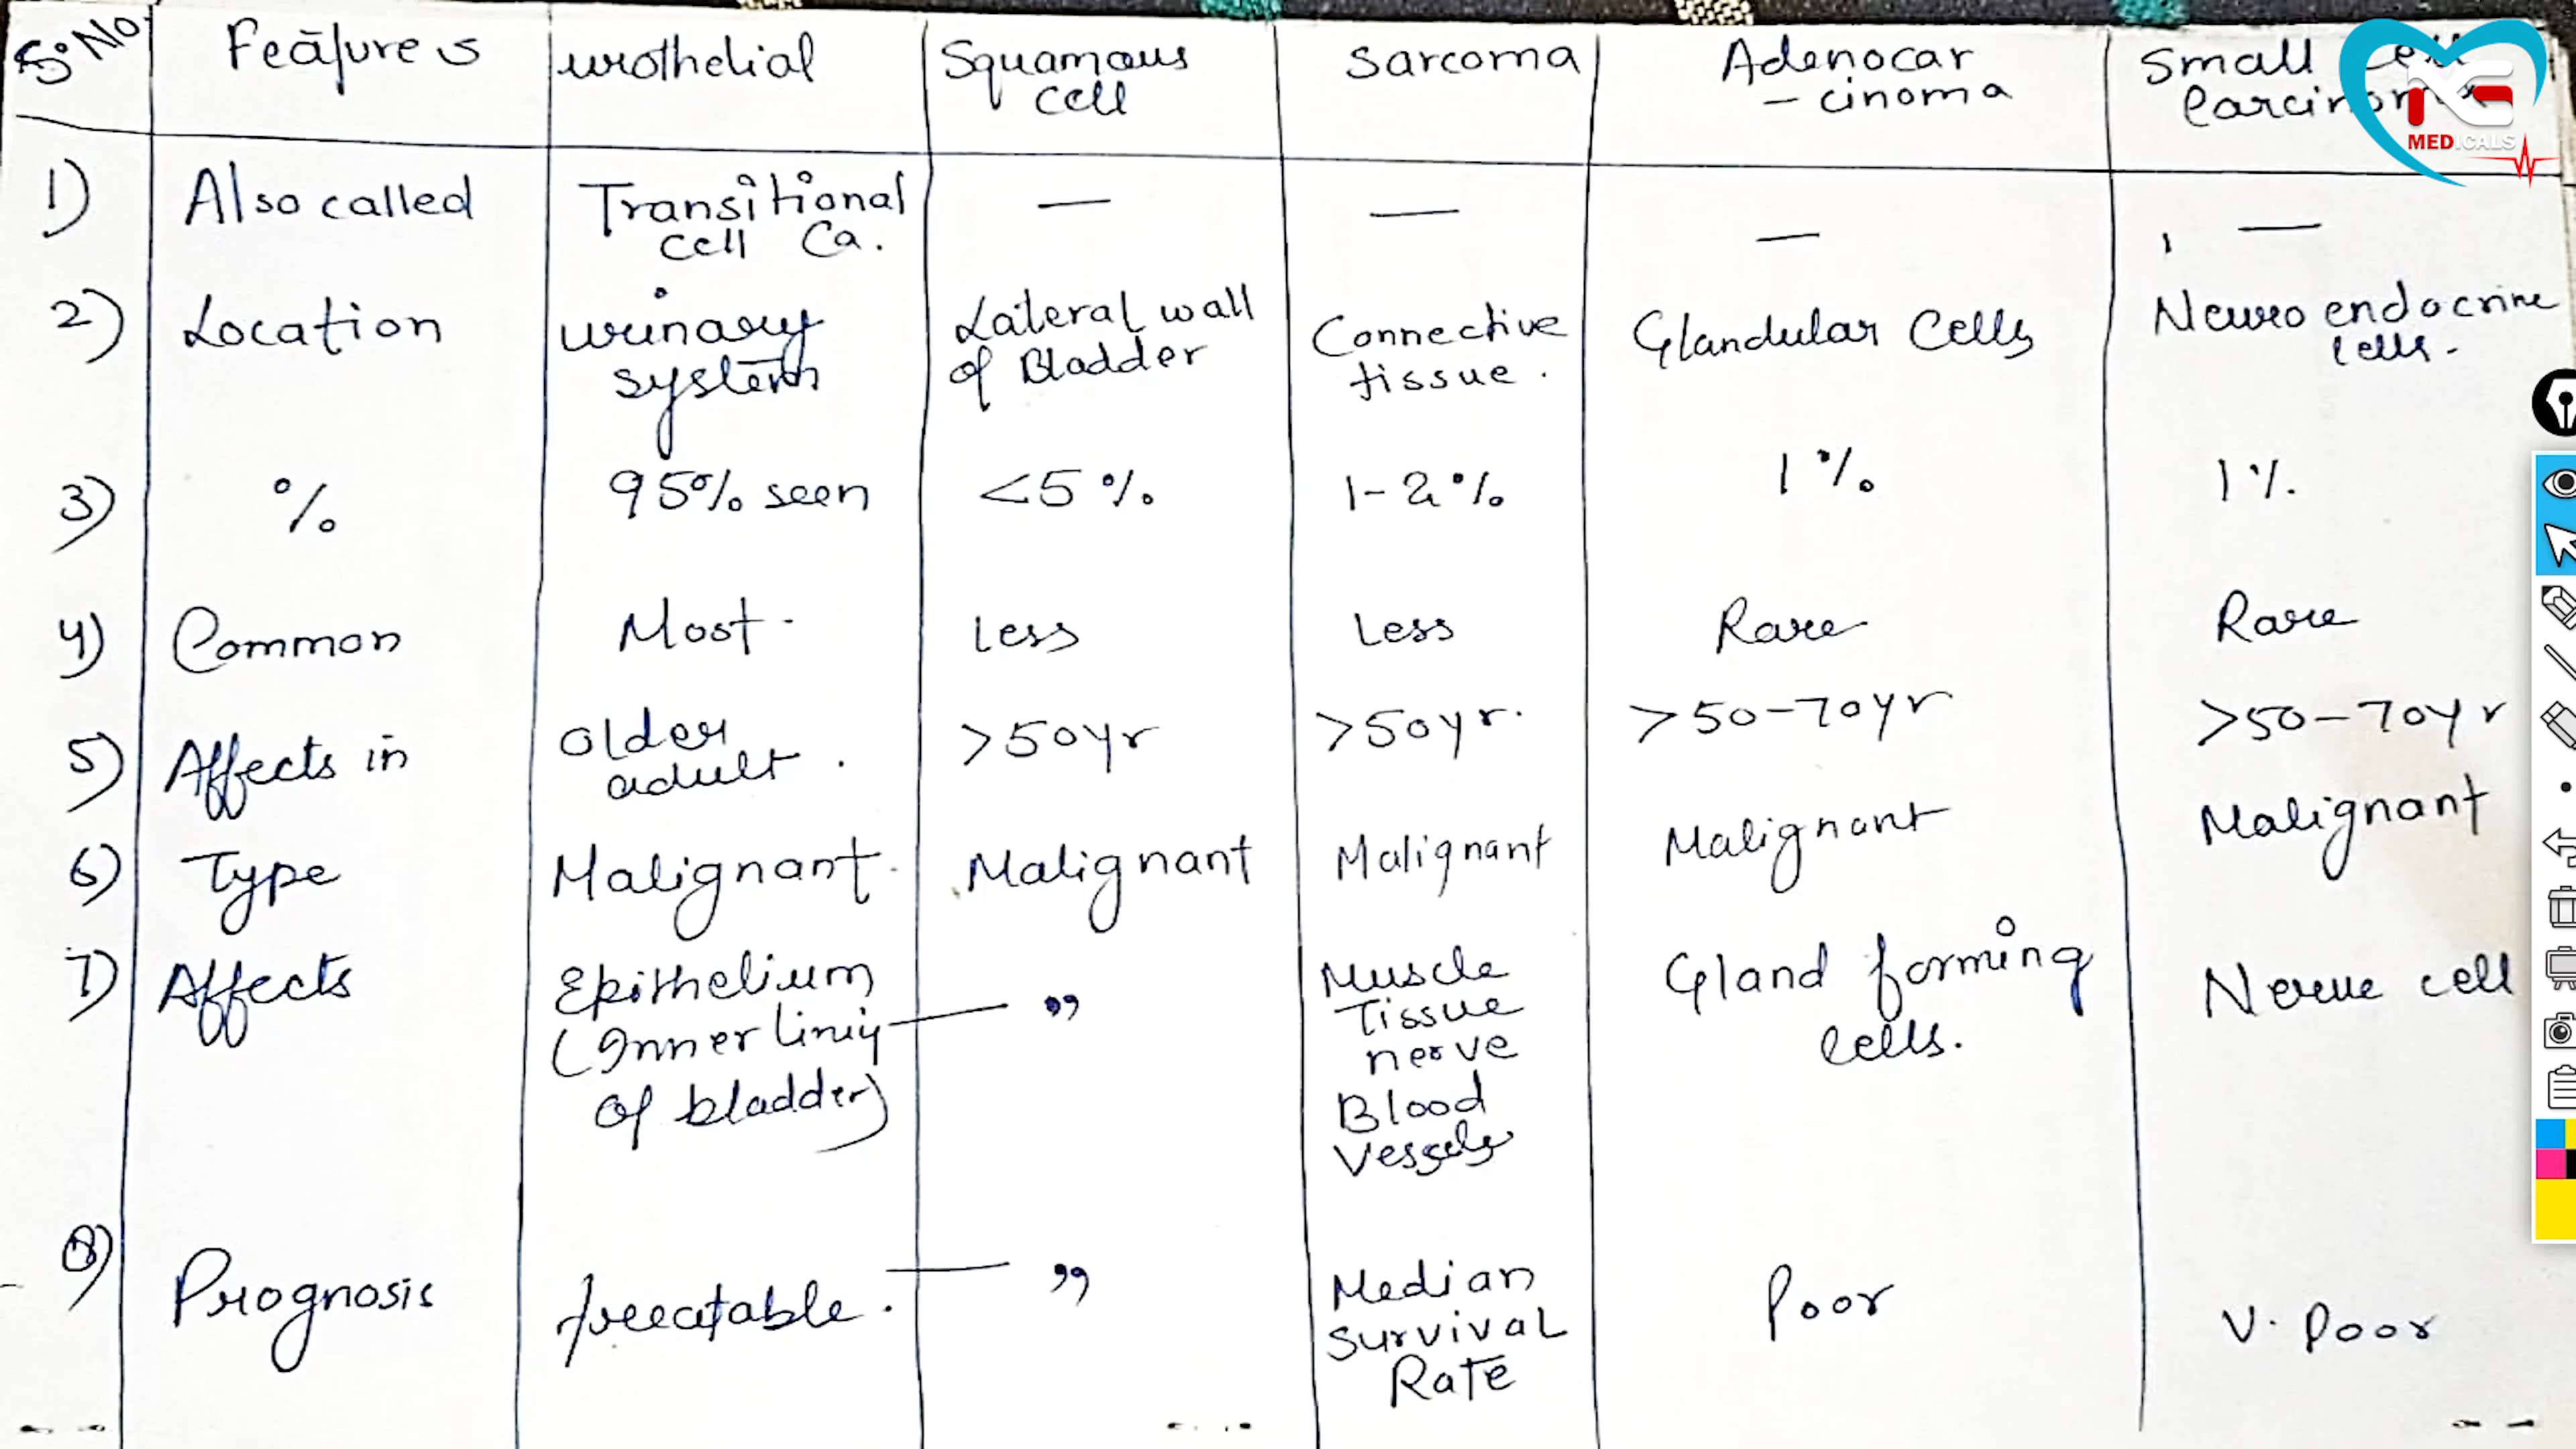 S.No Features urothelial Squamous cell Sarcoma Adenocar-cinoma Small Cell Carcinoma
1) Also called Transitional cell Ca. — — — —
2) Location urinary system Lateral wall of Bladder Connective tissue. Glandular Cells Neuro endocrine cells.
3) % 95% seen <5% 1-2% 1% 1%
4) Common Most. Less Less Rare Rare
5) Affects in older adult. >50yr >50yr. >50-70yr >50-70yr
6) Type Malignant. Malignant Malignant Malignant Malignant
7) Affects Epithelium (Inner lining of bladder) — " Muscle Tissue nerve Blood vessels Gland forming cells. Nerve cell
8) Prognosis treatable. — " Median Survival Rate Poor V. Poor
MEDICALS